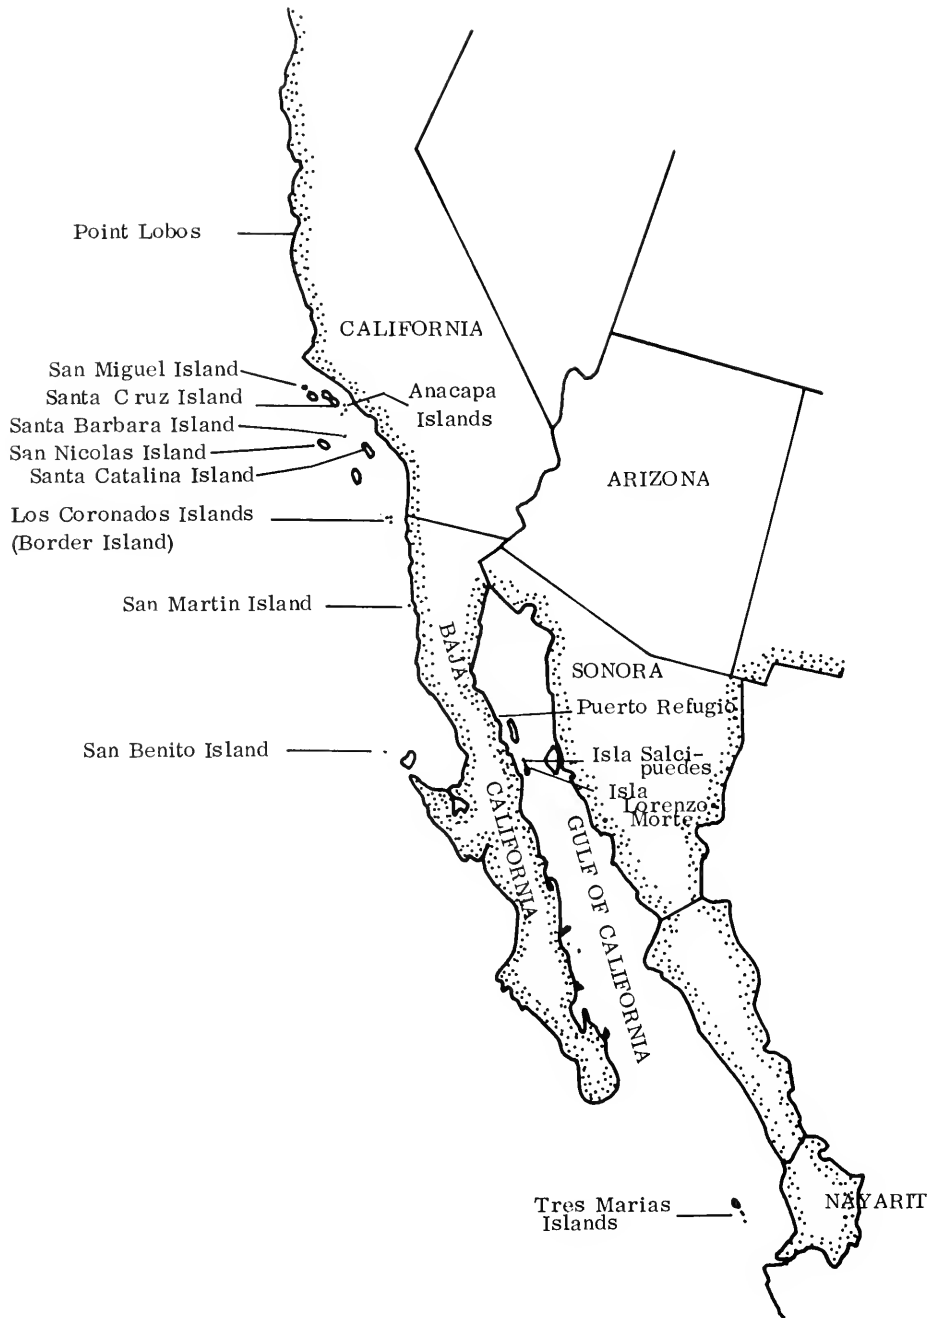 Point Lobos
CALIFORNIA
San Miguel Island
Santa Cruz Island
Anacapa
Islands
Santa Barbara Island
San Nicolas Island
Santa Catalina Island
ARIZONA
Los Coronados Islands
(Border Island)
San Martin Island
BAJA
CALIFORNIA
SONORA
Puerto Refugio
San Benito Island
Isla Salci-
puedes
Isla
Lorenzo
Morte
GULF OF CALIFORNIA
Tres Marias
Islands
NAYARIT